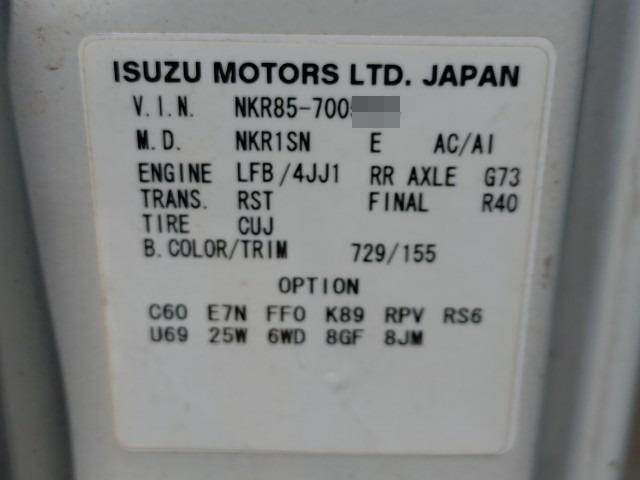 ISUZU MOTORS LTD. JAPAN
V.I.N. NKR85-700
M.D. NKR1SN E AC/AI
ENGINE LFB/4JJ1 RR AXLE G73
TRANS. RST FINAL R40
TIRE CUJ
B.COLOR/TRIM 729/155
OPTION
C60 E7N FF0 K89 RPV RS6
U69 25W 6WD 8GF 8JM